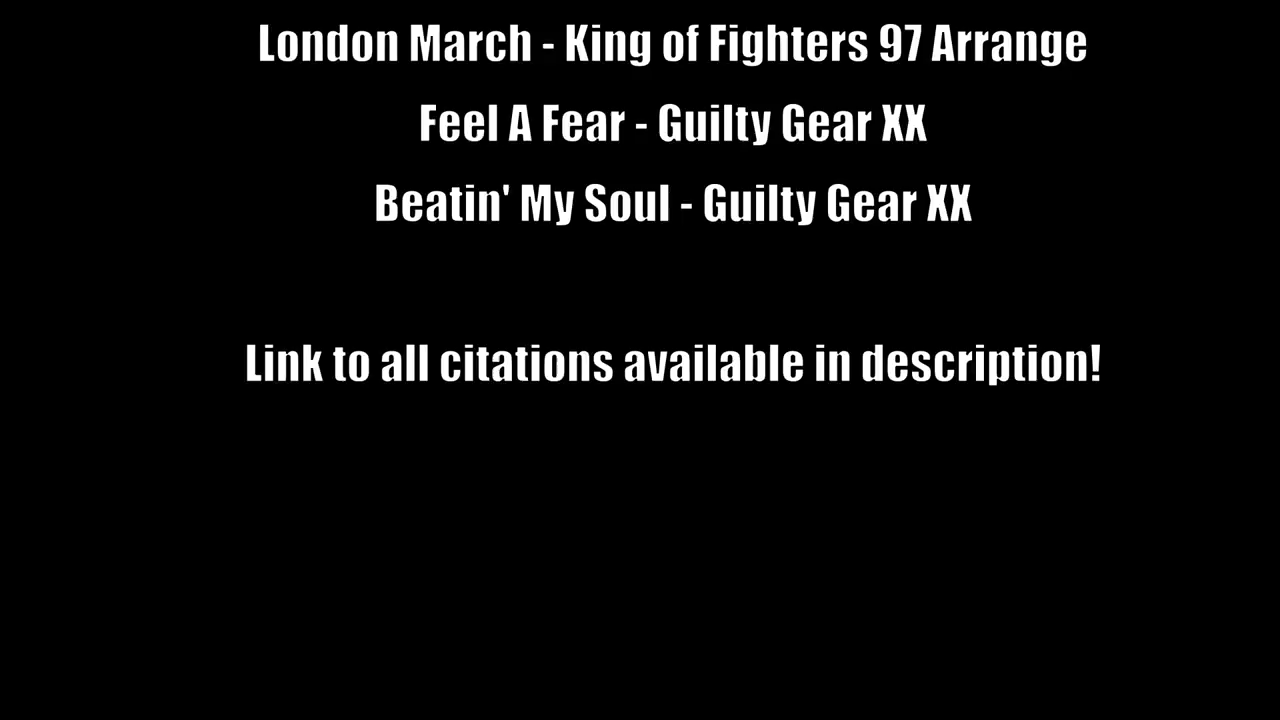 London March - King of Fighters 97 Arrange
Feel A Fear - Guilty Gear XX
Beatin' My Soul - Guilty Gear XX
Link to all citations available in description!